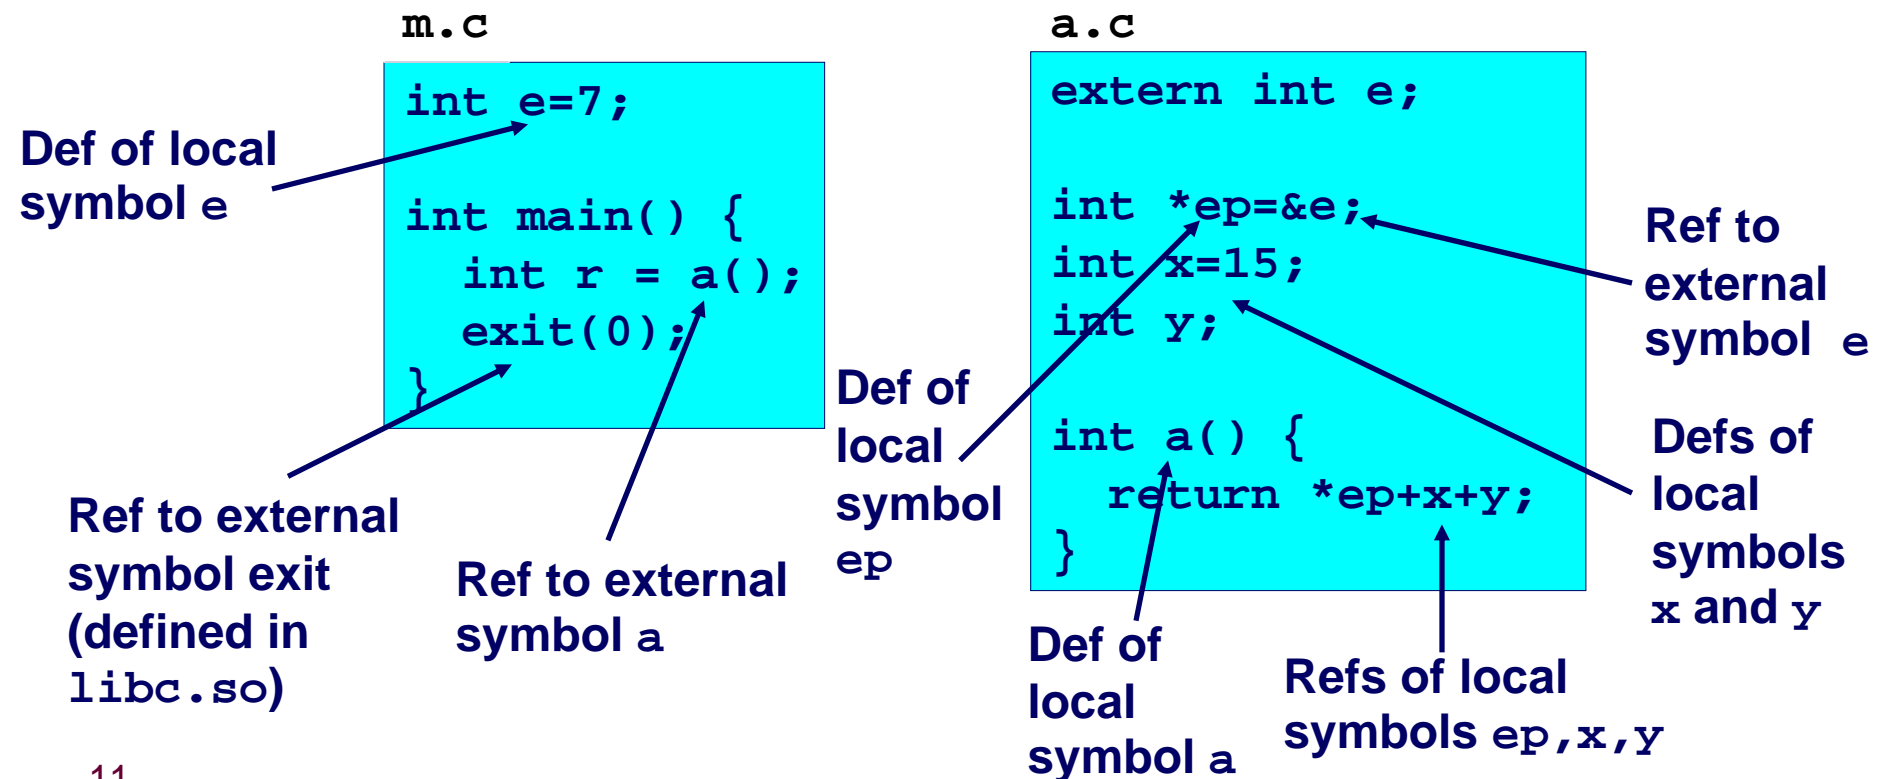 m.c
int e=7;
int main() {
int r = a();
exit(0);
}
Def of local
symbol e
Ref to external
symbol exit
(defined in
libc.so)
Ref to external
symbol a
a.c
extern int e;
int *ep=&e;
int x=15;
int y;
int a() {
return *ep+x+y;
}
Def of
local
symbol
ep
Ref to
external
symbol e
Defs of
local
symbols
x and y
Def of
local
symbol a
Refs of local
symbols ep,x,y
11